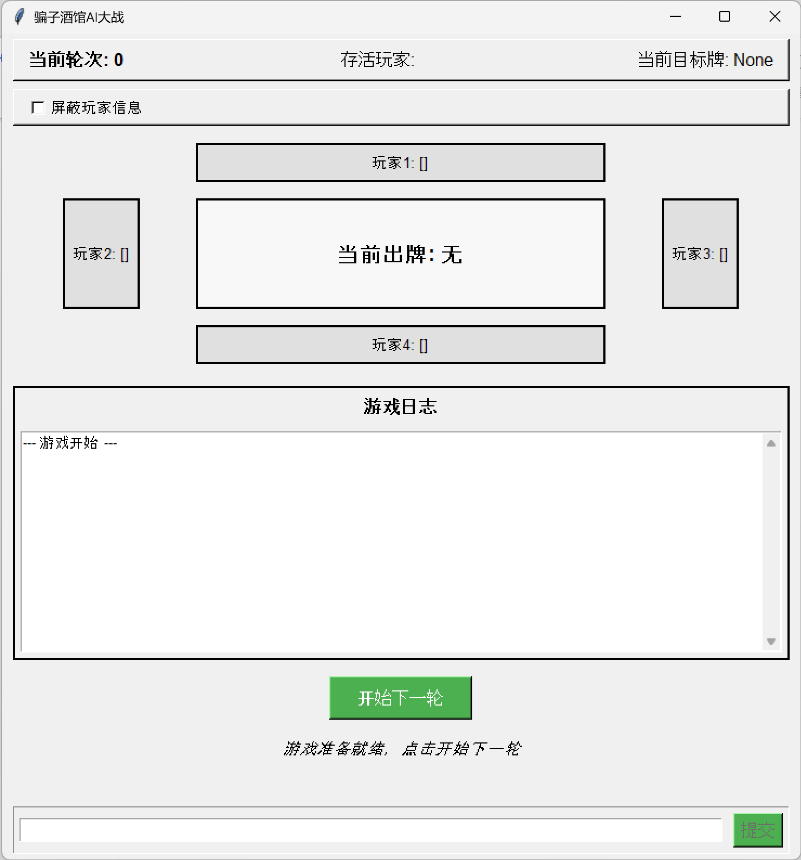 骗子酒馆AI大战
当前轮次: 0 存活玩家: 当前目标牌: None
屏蔽玩家信息
玩家1: []
玩家2: [] 当前出牌: 无 玩家3: []
玩家4: []
游戏日志
--- 游戏开始 ---
开始下一轮
游戏准备就绪，点击开始下一轮
提交